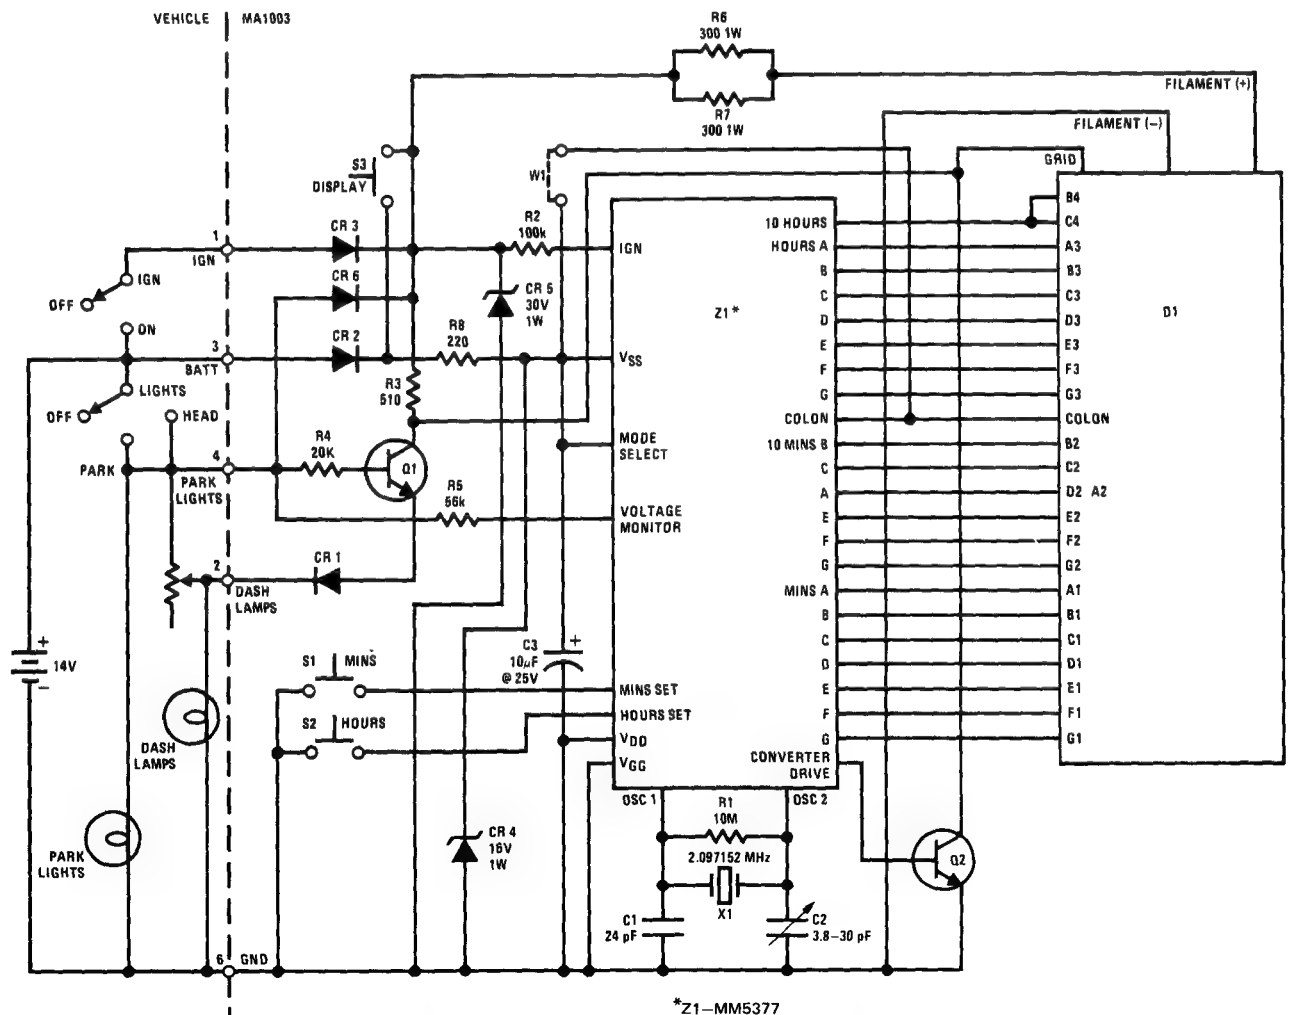 VEHICLE
MA1003
R6
300 1W
R7
300 1W
FILAMENT (+)
FILAMENT (-)
GRID
S3
DISPLAY
W1
1
IGN
CR 3
R2
100k
IGN
IGN
OFF
ON
CR 6
CR 5
30V
1W
3
BATT
CR 2
R8
220
VSS
LIGHTS
OFF
HEAD
R3
510
PARK
4
PARK
LIGHTS
R4
20K
Q1
MODE
SELECT
R5
56k
VOLTAGE
MONITOR
2
DASH
LAMPS
CR 1
14V
+
−
C3
10µF
@ 25V
+
S1
MINS
MINS SET
S2
HOURS
HOURS SET
VDD
VGG
DASH
LAMPS
PARK
LIGHTS
CR 4
16V
1W
6
GND
Z1*
10 HOURS
HOURS A
B
C
D
E
F
G
COLON
10 MINS B
C
A
E
F
G
MINS A
B
C
D
E
F
G
CONVERTER
DRIVE
B4
C4
A3
B3
C3
D3
E3
F3
G3
COLON
B2
C2
D2 A2
E2
F2
G2
A1
B1
C1
D1
E1
F1
G1
D1
OSC 1
OSC 2
R1
10M
2.097152 MHz
X1
C1
24 pF
C2
3.8–30 pF
Q2
*Z1–MM5377